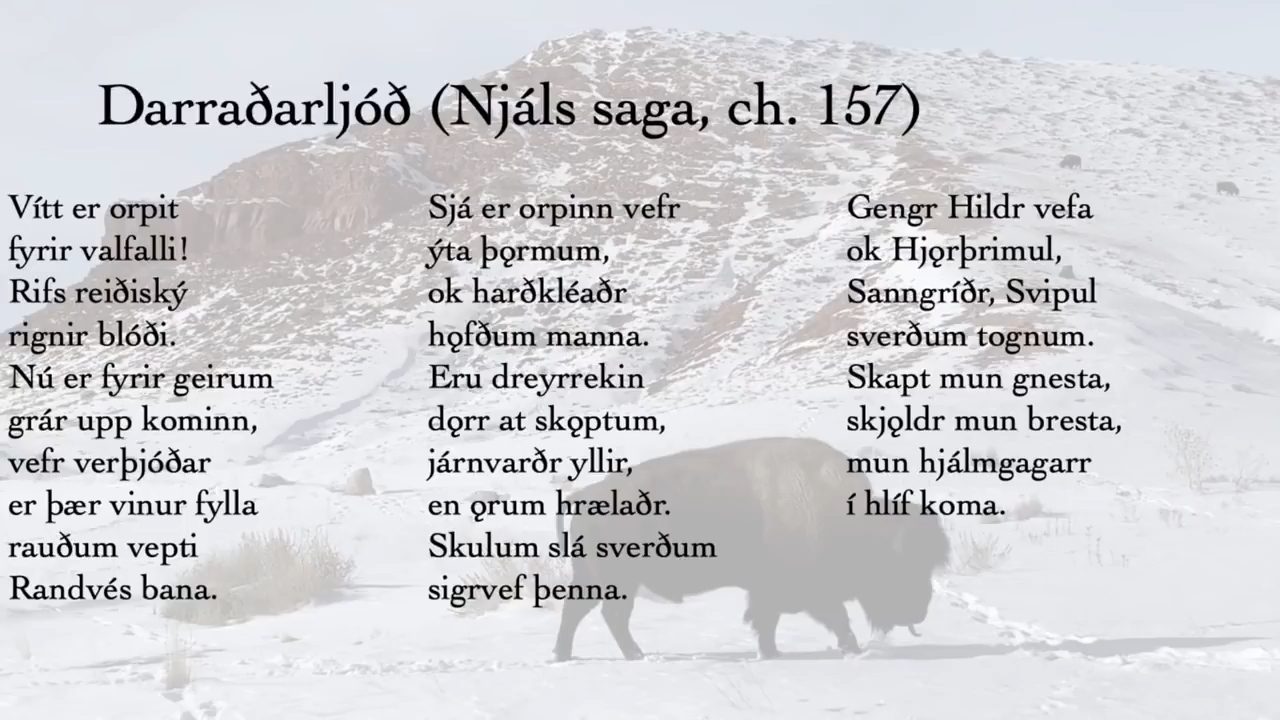 Darraðarljóð (Njáls saga, ch. 157)
Vítt er orpit
fyrir valfalli!
Rifs reiðiský
rignir blóði.
Nú er fyrir geirum
grár upp kominn,
vefr verþjóðar
er þær vinur fylla
rauðum vepti
Randvés bana.
Sjá er orpinn vefr
ýta þǫrmum,
ok harðkléaðr
hǫfðum manna.
Eru dreyrrekin
dǫrr at skǫptum,
járnvarðr yllir,
en ǫrum hrælaðr.
Skulum slá sverðum
sigrvef þenna.
Gengr Hildr vefa
ok Hjǫrþrimul,
Sanngríðr, Svipul
sverðum tognum.
Skapt mun gnesta,
skjǫldr mun bresta,
mun hjálmgagarr
í hlíf koma.